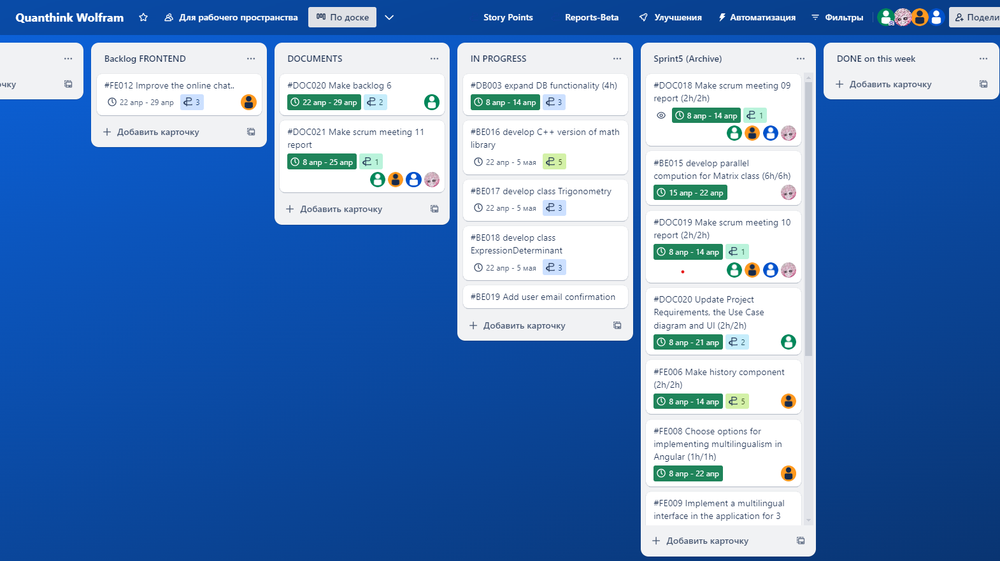 Quanthink Wolfram
Для рабочего пространства
По доске
Story Points
Reports-Beta
Улучшения
Автоматизация
Фильтры
Подели
чку
Backlog FRONTEND
#FE012 Improve the online chat..
22 апр - 29 апр
3
Добавить карточку
DOCUMENTS
#DOC020 Make backlog 6
22 апр - 29 апр
2
#DOC021 Make scrum meeting 11
report
8 апр - 25 апр
1
Добавить карточку
IN PROGRESS
#DB003 expand DB functionality (4h)
8 апр - 14 апр
3
#BE016 develop C++ version of math
library
22 апр - 5 мая
5
#BE017 develop class Trigonometry
22 апр - 5 мая
3
#BE018 develop class
ExpressionDeterminant
22 апр - 5 мая
3
#BE019 Add user email confirmation
Добавить карточку
Sprint5 (Archive)
#DOC018 Make scrum meeting 09
report (2h/2h)
8 апр - 14 апр
1
#BE015 develop parallel
compution for Matrix class (6h/6h)
15 апр - 22 апр
#DOC019 Make scrum meeting 10
report (2h/2h)
8 апр - 14 апр
1
#DOC020 Update Project
Requirements, the Use Case
diagram and UI (2h/2h)
8 апр - 21 апр
2
#FE006 Make history component
(2h/2h)
8 апр - 14 апр
5
#FE008 Choose options for
implementing multilingualism in
Angular (1h/1h)
8 апр - 22 апр
#FE009 Implement a multilingual
interface in the application for 3
Добавить карточку
DONE on this week
Добавить карточку